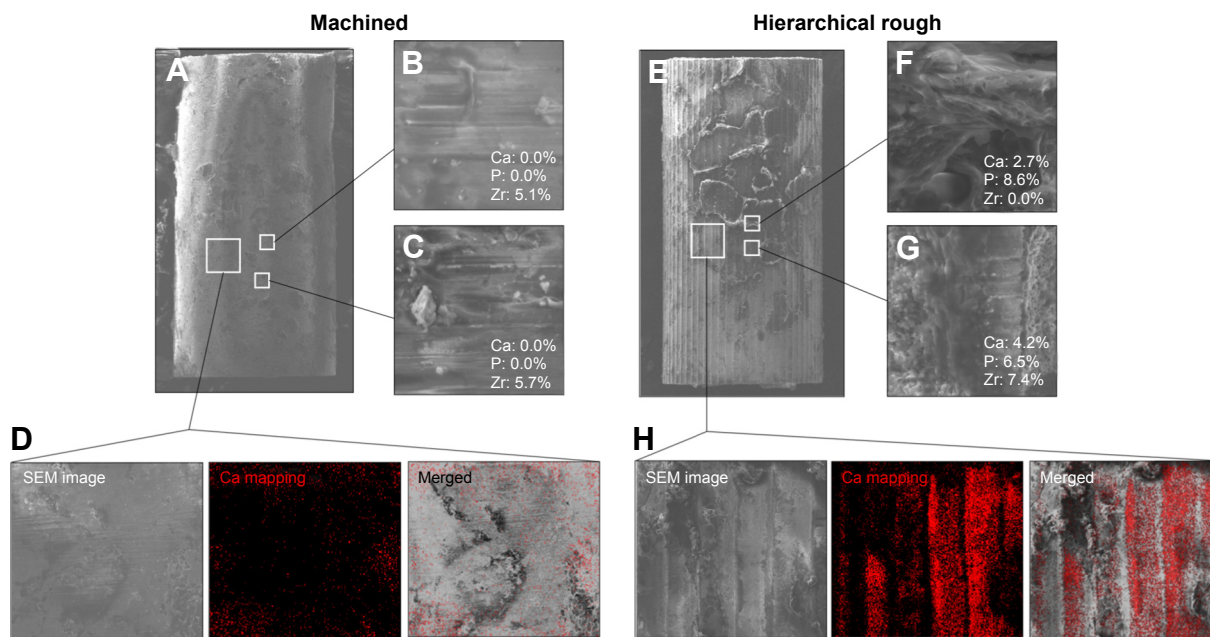 Machined
Hierarchical rough
A
B
Ca: 0.0%
P: 0.0%
Zr: 5.1%
C
Ca: 0.0%
P: 0.0%
Zr: 5.7%
D
SEM image
Ca mapping
Merged
E
F
Ca: 2.7%
P: 8.6%
Zr: 0.0%
G
Ca: 4.2%
P: 6.5%
Zr: 7.4%
H
SEM image
Ca mapping
Merged